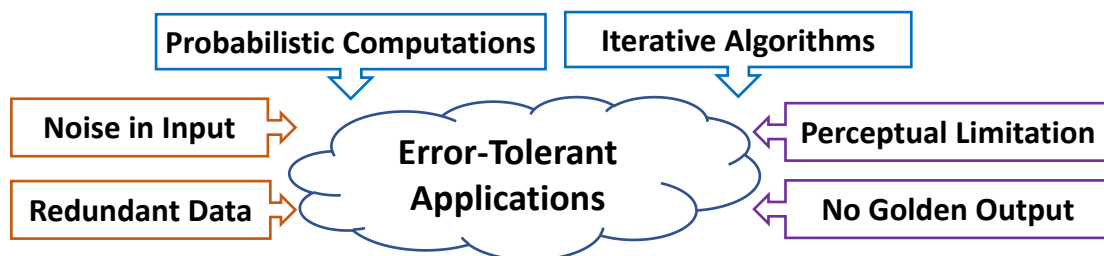 Probabilistic Computations
Iterative Algorithms
Noise in Input
Redundant Data
Error-Tolerant
Applications
Perceptual Limitation
No Golden Output